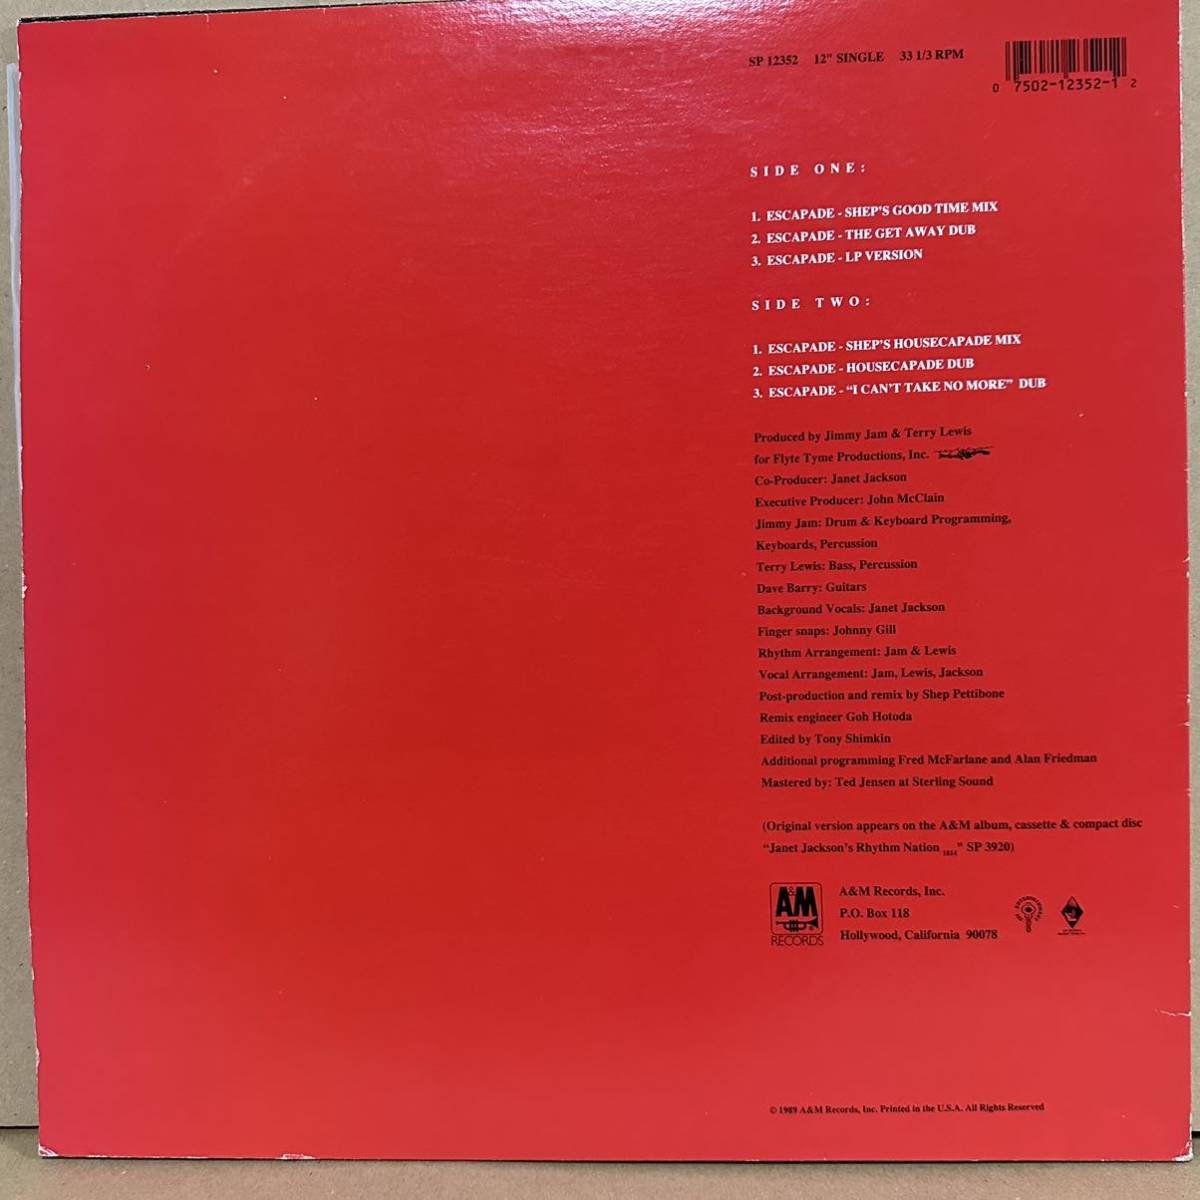 SP 12352 12" SINGLE 33 1/3 RPM
0 7502-12352-1 2
SIDE ONE:
1. ESCAPADE - SHEP'S GOOD TIME MIX
2. ESCAPADE - THE GET AWAY DUB
3. ESCAPADE - LP VERSION
SIDE TWO:
1. ESCAPADE - SHEP'S HOUSECAPADE MIX
2. ESCAPADE - HOUSECAPADE DUB
3. ESCAPADE - “I CAN'T TAKE NO MORE” DUB
Produced by Jimmy Jam & Terry Lewis
for Flyte Tyme Productions, Inc.
Co-Producer: Janet Jackson
Executive Producer: John McClain
Jimmy Jam: Drum & Keyboard Programming,
Keyboards, Percussion
Terry Lewis: Bass, Percussion
Dave Barry: Guitars
Background Vocals: Janet Jackson
Finger snaps: Johnny Gill
Rhythm Arrangement: Jam & Lewis
Vocal Arrangement: Jam, Lewis, Jackson
Post-production and remix by Shep Pettibone
Remix engineer Goh Hotoda
Edited by Tony Shimkin
Additional programming Fred McFarlane and Alan Friedman
Mastered by: Ted Jensen at Sterling Sound
(Original version appears on the A&M album, cassette & compact disc
“Janet Jackson's Rhythm Nation 1814” SP 3920)
A&M
RECORDS
A&M Records, Inc.
P.O. Box 118
Hollywood, California 90078
© 1989 A&M Records, Inc. Printed in the U.S.A. All Rights Reserved